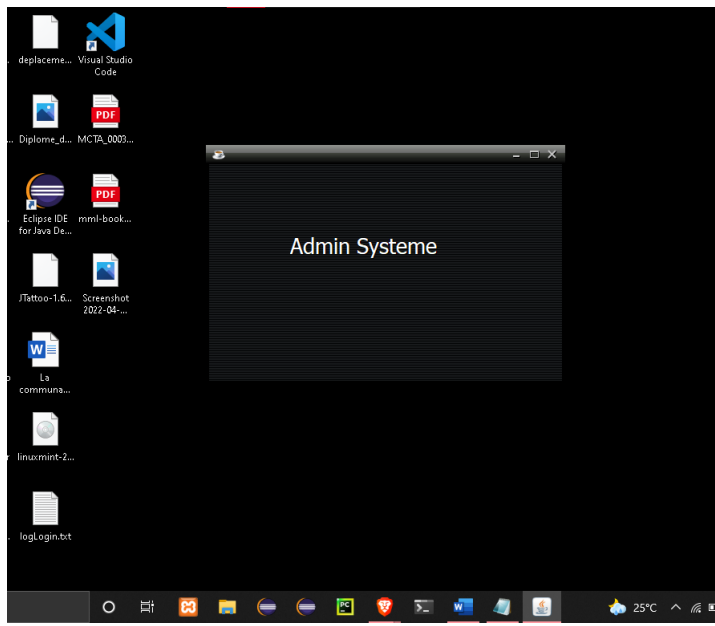 deplaceme...
Visual Studio
Code
Diplome_d...
PDF
MCTA_0003...
Eclipse IDE
for Java De...
PDF
mml-book...
JTattoo-1.6...
Screenshot
2022-04-...
W
La
communa...
linuxmint-2...
logLogin.txt
Admin Systeme
PC
W
25°C